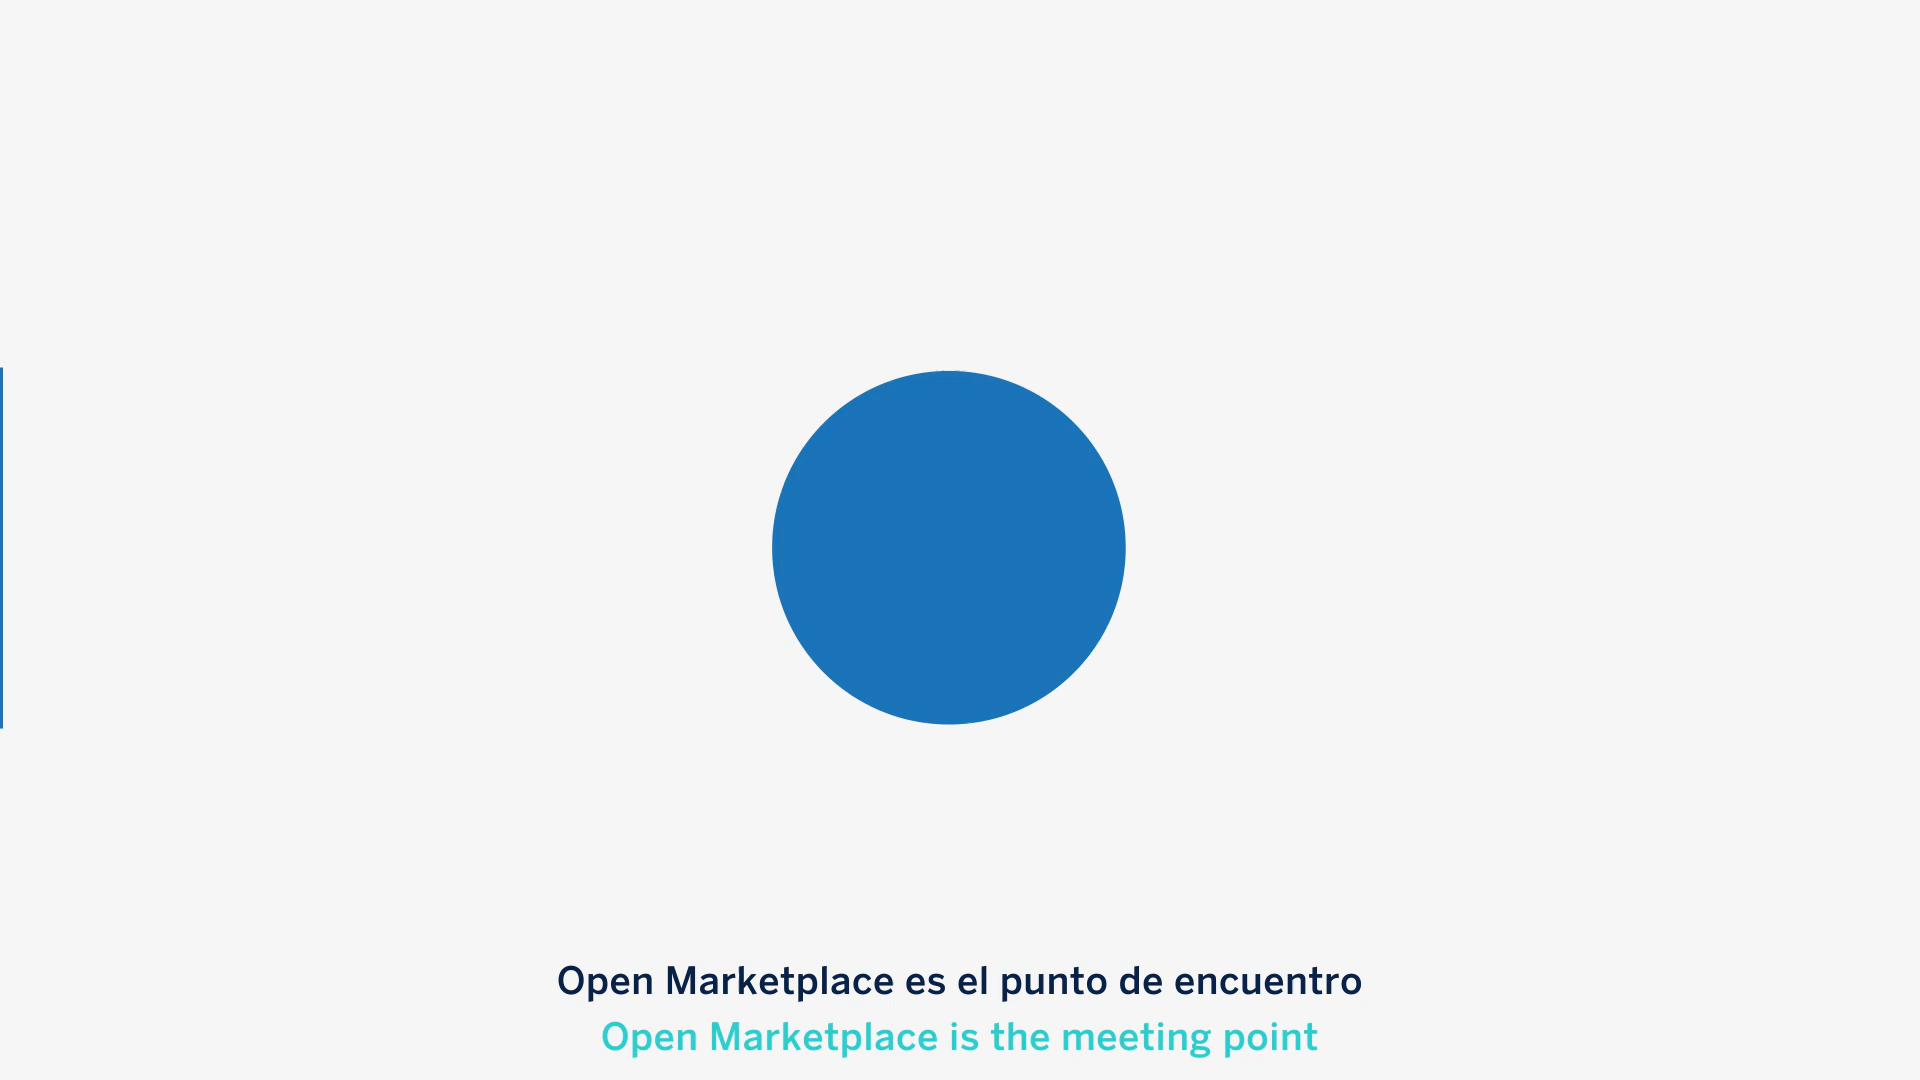 Open Marketplace es el punto de encuentro
Open Marketplace is the meeting point